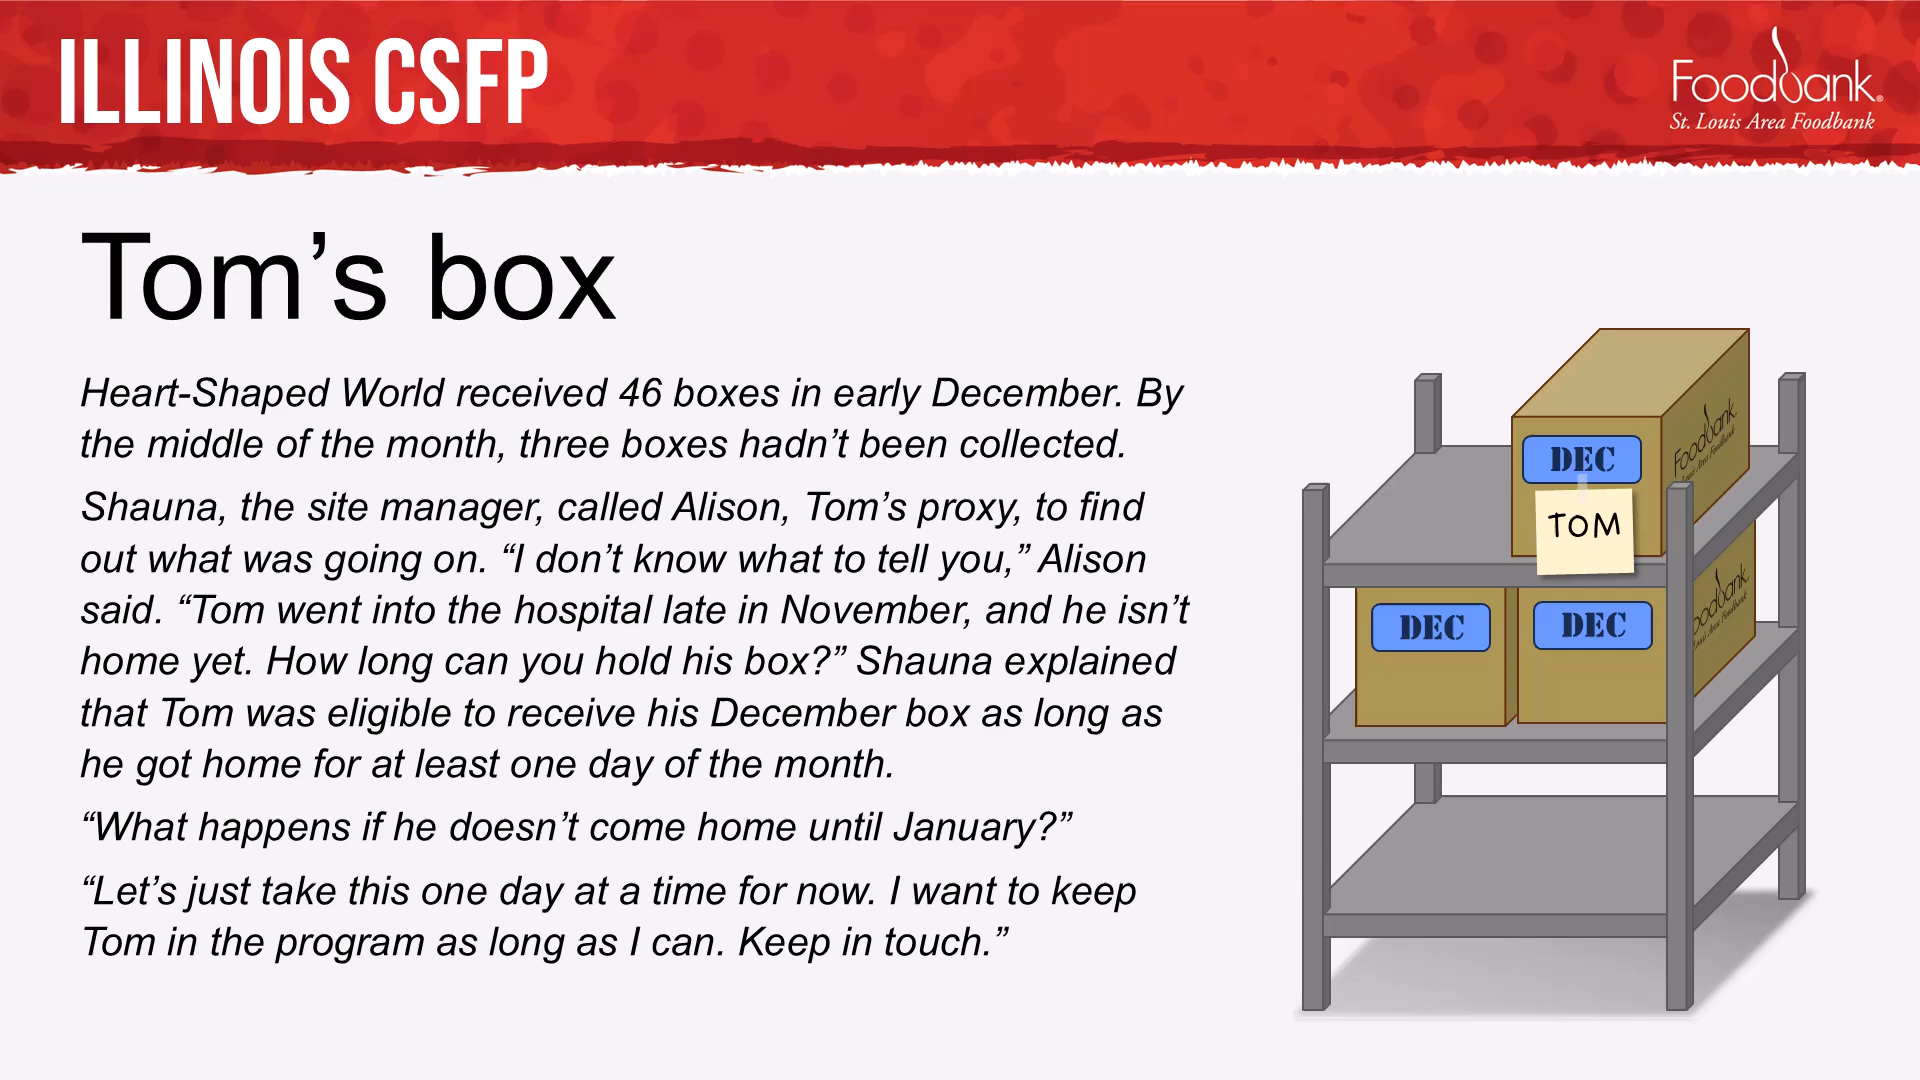 ILLINOIS CSFP
Foodbank®
St. Louis Area Foodbank
Tom’s box
Heart-Shaped World received 46 boxes in early December. By
the middle of the month, three boxes hadn’t been collected.
Shauna, the site manager, called Alison, Tom’s proxy, to find
out what was going on. “I don’t know what to tell you,” Alison
said. “Tom went into the hospital late in November, and he isn’t
home yet. How long can you hold his box?” Shauna explained
that Tom was eligible to receive his December box as long as
he got home for at least one day of the month.
“What happens if he doesn’t come home until January?”
“Let’s just take this one day at a time for now. I want to keep
Tom in the program as long as I can. Keep in touch.”
DEC
TOM
Foodbank
St. Louis Area Foodbank
DEC
DEC
oodbank
Louis Area Foodbank